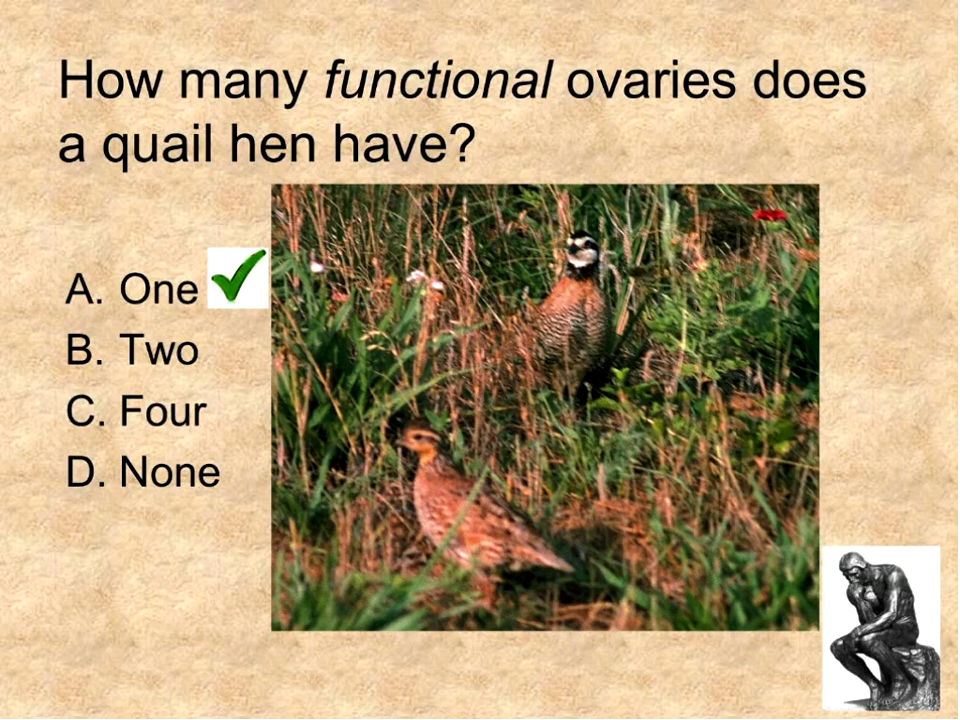 How many functional ovaries does
a quail hen have?
A. One
B. Two
C. Four
D. None